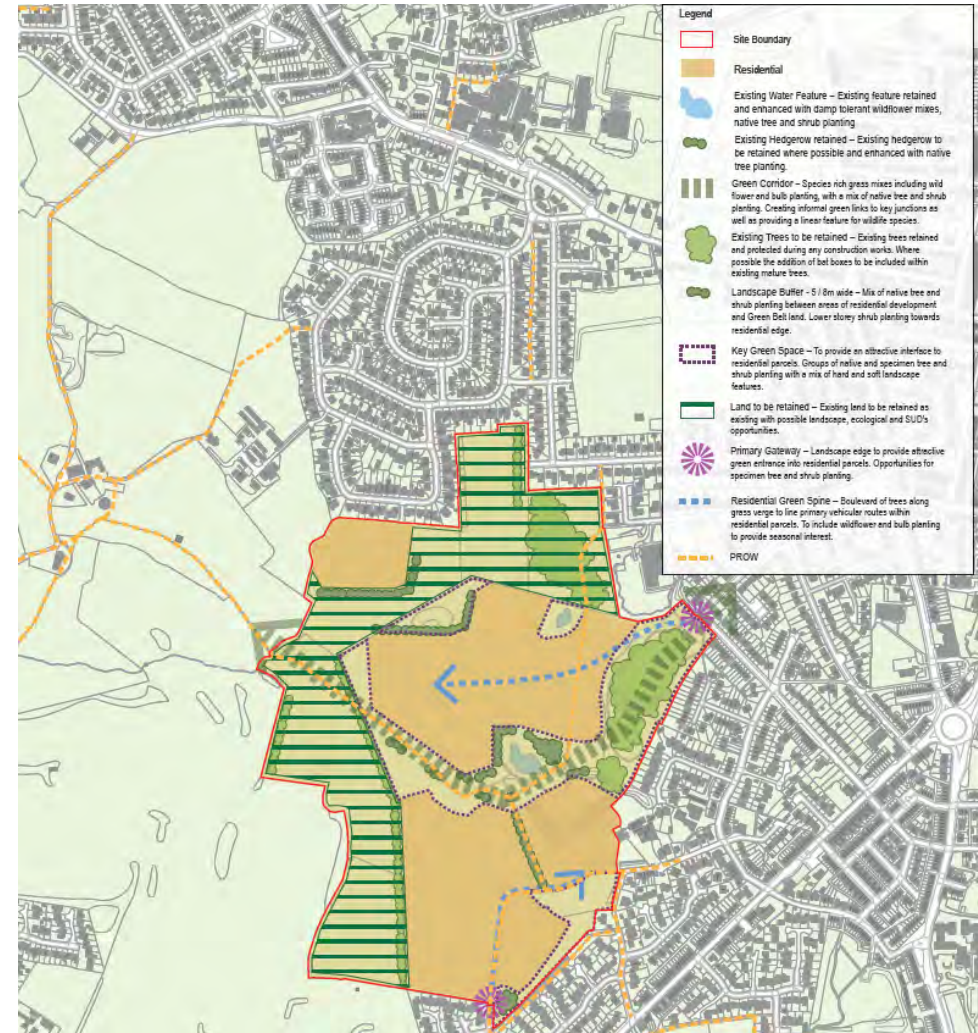 Legend
Site Boundary
Residential
Existing Water Feature – Existing feature retained
and enhanced with damp tolerant wildflower mixes,
native tree and shrub planting
Existing Hedgerow retained – Existing hedgerow to
be retained where possible and enhanced with native
tree planting.
Green Corridor – Species rich grass mixes including wild
flower and bulb planting, with a mix of native tree and shrub
planting. Creating informal green links to key junctions as
well as providing a linear feature for wildlife species.
Existing Trees to be retained – Existing trees retained
and protected during any construction works. Where
possible the addition of bat boxes to be included within
existing mature trees.
Landscape Buffer - 5 / 8m wide – Mix of native tree and
shrub planting between areas of residential development
and Green Belt land. Lower storey shrub planting towards
residential edge.
Key Green Space – To provide an attractive interface to
residential parcels. Groups of native and specimen tree and
shrub planting with a mix of hard and soft landscape
features.
Land to be retained – Existing land to be retained as
existing with possible landscape, ecological and SUD's
opportunities.
Primary Gateway – Landscape edge to provide attractive
green entrance into residential parcels. Opportunities for
specimen tree and shrub planting.
Residential Green Spine – Boulevard of trees along
grass verge to line primary vehicular routes within
residential parcels. To include wildflower and bulb planting
to provide seasonal interest.
PROW